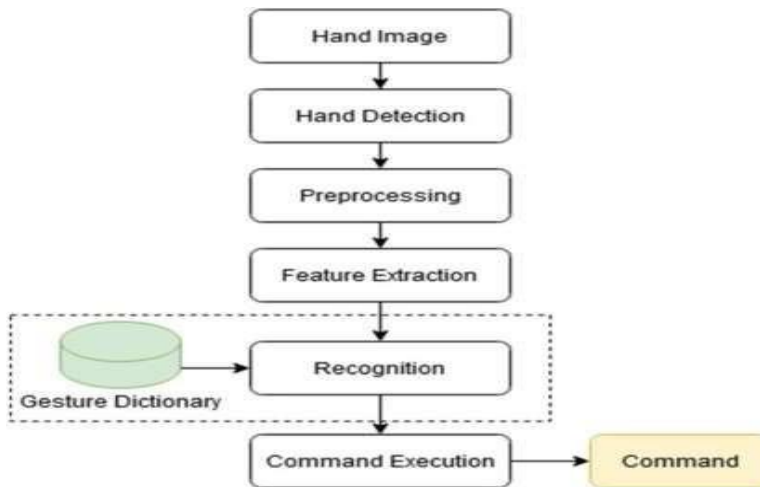 Hand Image
Hand Detection
Preprocessing
Feature Extraction
Recognition
Gesture Dictionary
Command Execution
Command